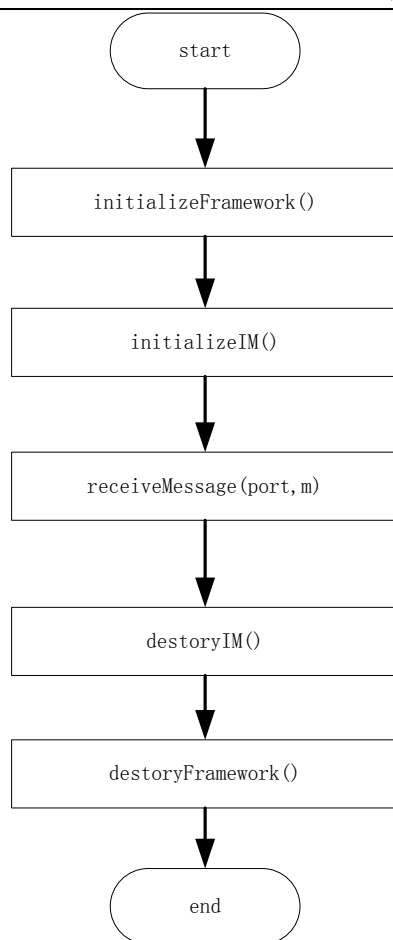 start
initializeFramework()
initializeIM()
receiveMessage(port,m)
destoryIM()
destoryFramework()
end